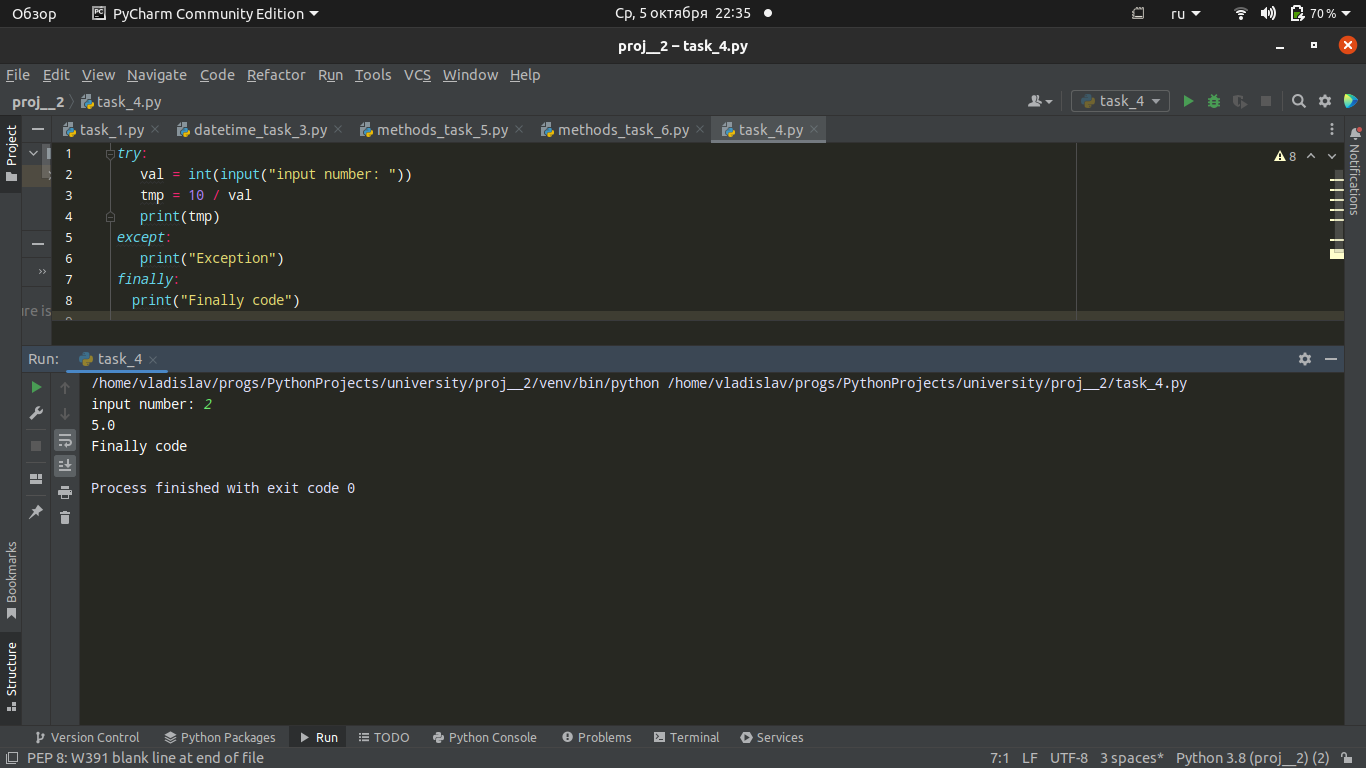 Обзор PyCharm Community Edition Ср, 5 октября 22:35 ru 70 %
proj__2 – task_4.py
File Edit View Navigate Code Refactor Run Tools VCS Window Help
proj__2 task_4.py task_4
Project task_1.py datetime_task_3.py methods_task_5.py methods_task_6.py task_4.py Notifications
1 try: 8
2 val = int(input("input number: "))
3 tmp = 10 / val
4 print(tmp)
5 except:
6 print("Exception")
7 finally:
8 print("Finally code")
Run: task_4
/home/vladislav/progs/PythonProjects/university/proj__2/venv/bin/python /home/vladislav/progs/PythonProjects/university/proj__2/task_4.py
input number: 2
5.0
Finally code
Process finished with exit code 0
Bookmarks
Structure
Version Control Python Packages Run TODO Python Console Problems Terminal Services
PEP 8: W391 blank line at end of file 7:1 LF UTF-8 3 spaces* Python 3.8 (proj__2) (2)